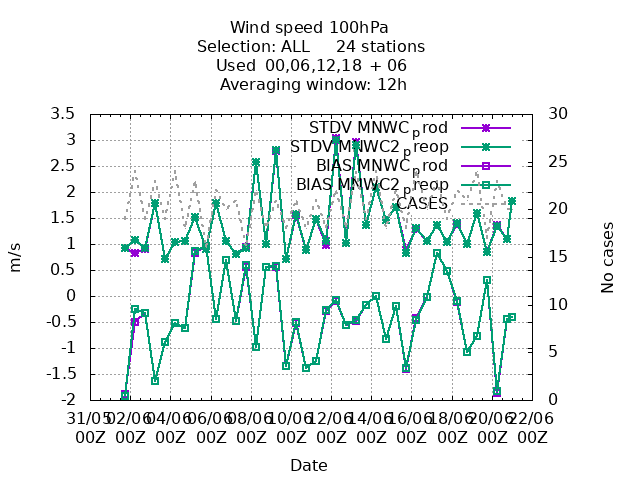 Wind speed 100hPa
Selection: ALL 24 stations
Used 00,06,12,18 + 06
Averaging window: 12h
3.5
3
2.5
2
1.5
1
0.5
0
-0.5
-1
-1.5
-2
m/s
30
25
20
15
10
5
0
No cases
STDV MNWC_prod
STDV MNWC2_preop
BIAS MNWC_prod
BIAS MNWC2_preop
CASES
31/05 02/06 04/06 06/06 08/06 10/06 12/06 14/06 16/06 18/06 20/06 22/06
00Z 00Z 00Z 00Z 00Z 00Z 00Z 00Z 00Z 00Z 00Z 00Z
Date